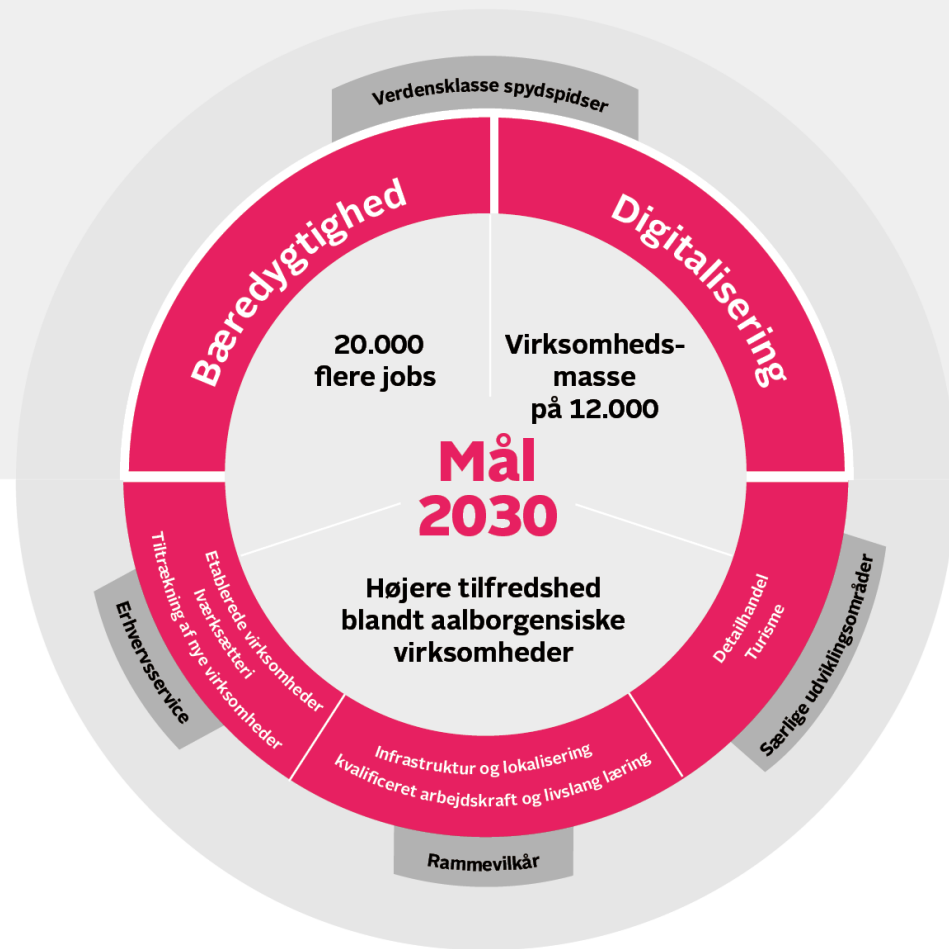 Verdensklasse spydspidser
Bæredygtighed
Digitalisering
20.000
flere jobs
Virksomheds-
masse
på 12.000
Mål
2030
Højere tilfredshed
blandt aalborgensiske
virksomheder
Etablerede virksomheder
Iværksætteri
Tiltrækning af nye virksomheder
Erhvervsservice
Infrastruktur og lokalisering
kvalificeret arbejdskraft og livslang læring
Rammevilkår
Detailhandel
Turisme
Særlige udviklingsområder